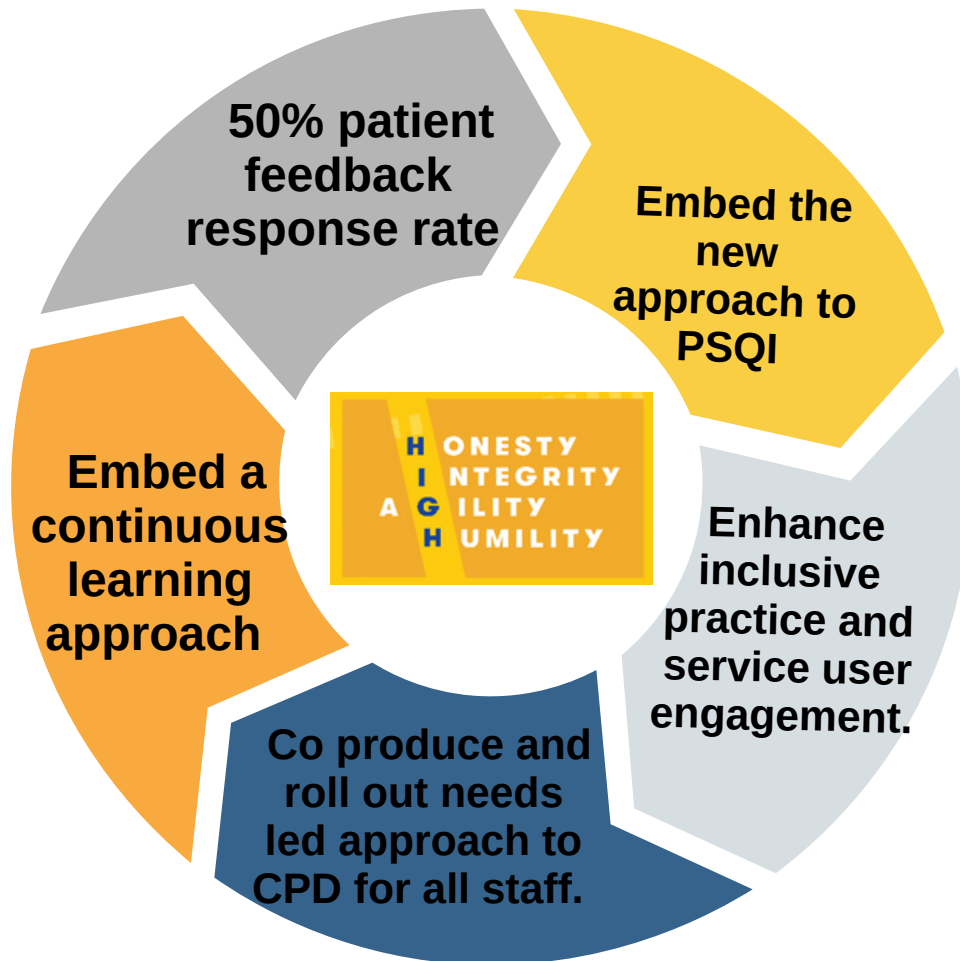 50% patient
feedback
response rate
Embed the
new
approach to
PSQI
Enhance
inclusive
practice and
service user
engagement.
Co produce and
roll out needs
led approach to
CPD for all staff.
Embed a
continuous
learning
approach
HONESTY
INTEGRITY
AGILITY
HUMILITY